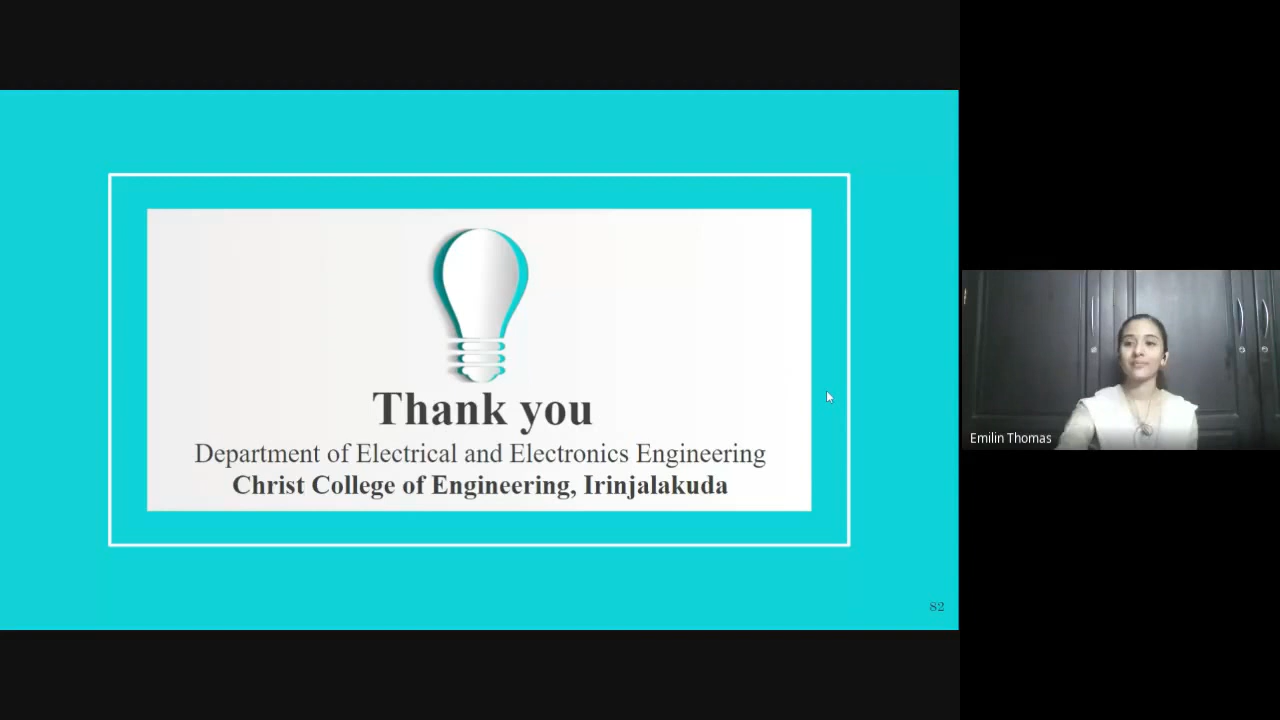 Thank you
Department of Electrical and Electronics Engineering
Christ College of Engineering, Irinjalakuda
82
Emilin Thomas